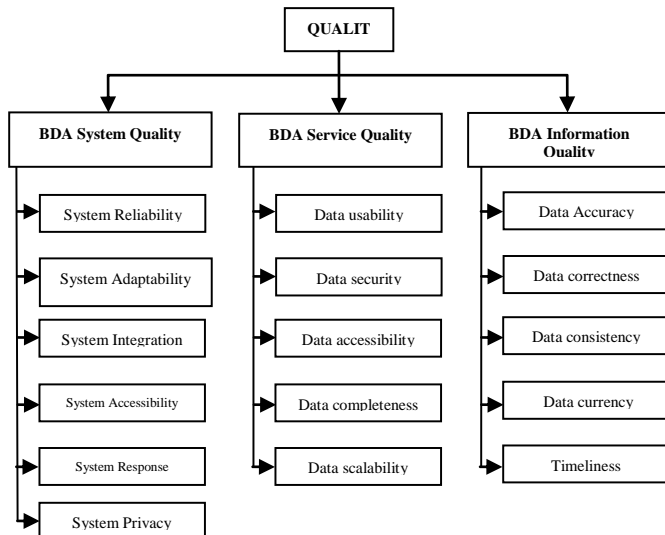 QUALIT
BDA System Quality
System Reliability
System Adaptability
System Integration
System Accessibility
System Response
System Privacy
BDA Service Quality
Data usability
Data security
Data accessibility
Data completeness
Data scalability
BDA Information
Quality
Data Accuracy
Data correctness
Data consistency
Data currency
Timeliness